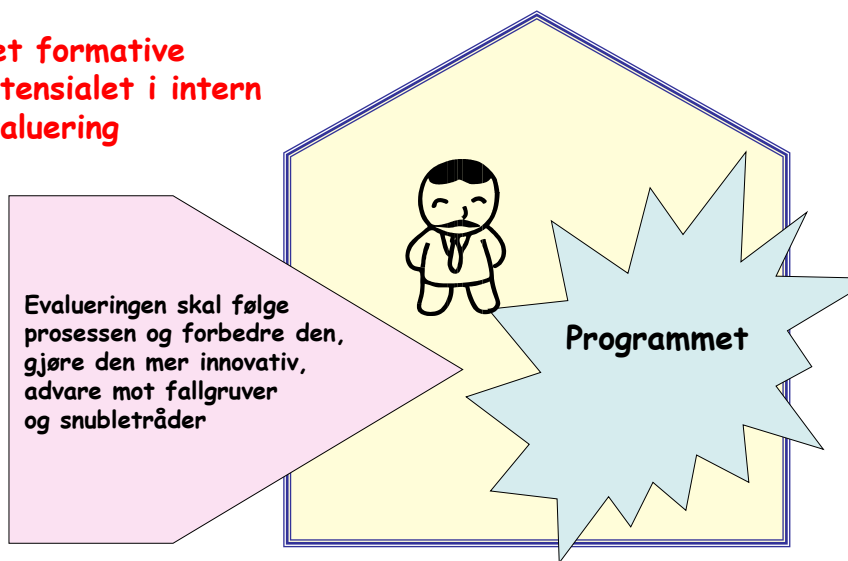 et formative
tensialet i intern
aluering
Evalueringen skal følge
prosessen og forbedre den,
gjøre den mer innovativ,
advare mot fallgruver
og snubletråder
Programmet